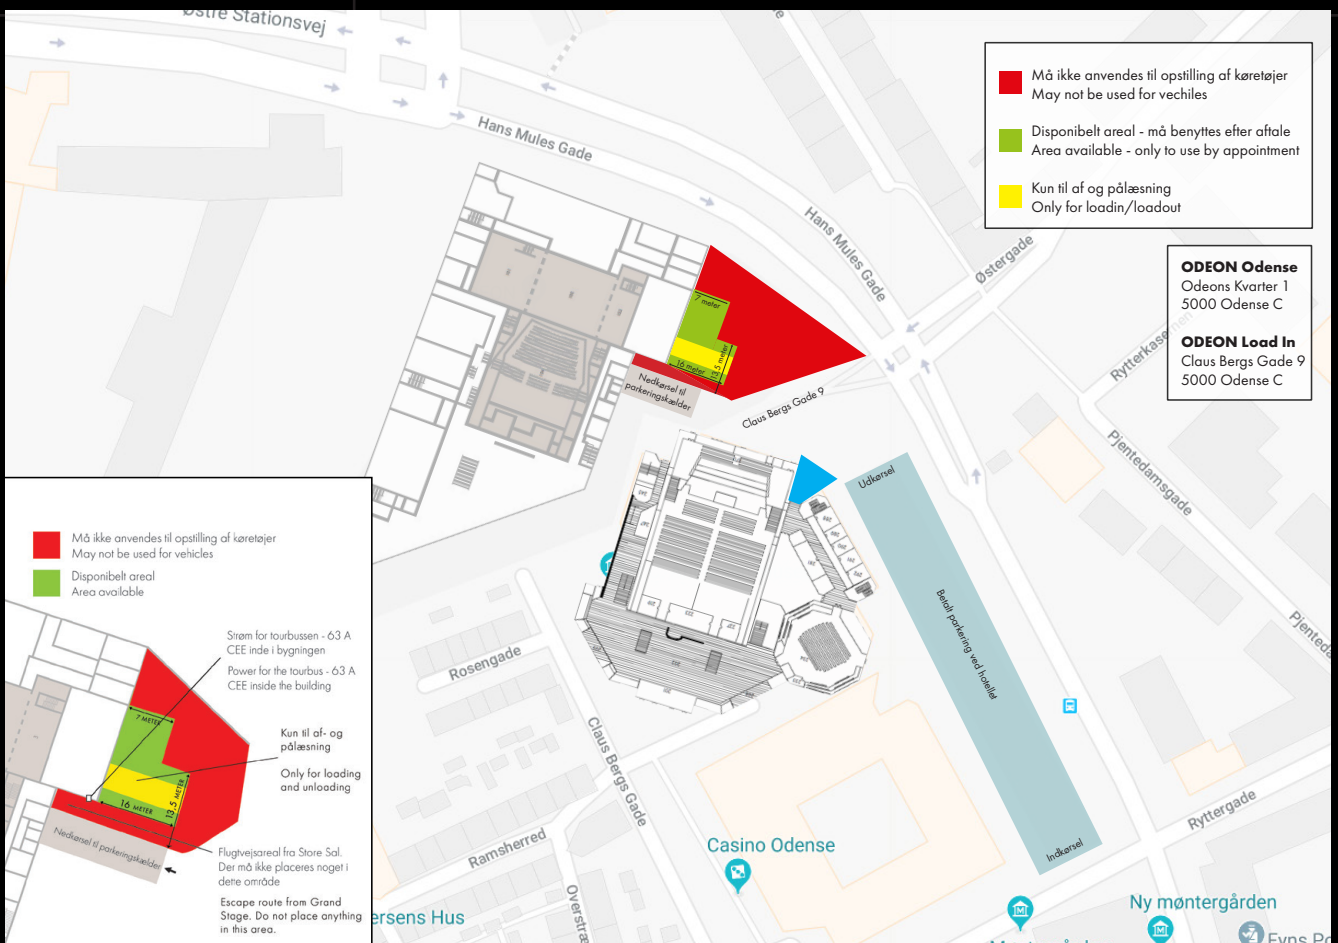 Østre Stationsvej
Hans Mules Gade
Hans Mules Gade
Østergade
Må ikke anvendes til opstilling af køretøjer
May not be used for vechiles
Disponibelt areal - må benyttes efter aftale
Area available - only to use by appointment
Kun til af og pålæsning
Only for loadin/loadout
ODEON Odense
Odeons Kvarter 1
5000 Odense C
ODEON Load In
Claus Bergs Gade 9
5000 Odense C
Rytterkasernen
7 meter
16 meter
13,5 meter
Nedkørsel til
parkeringskælder
Claus Bergs Gade 9
Udkørsel
Betalt parkering ved hotellet
Indkørsel
Pjentedamsgade
Rosengade
Claus Bergs Gade
Ramsherred
Ryttergade
Casino Odense
Ny møntergården
ersens Hus
Må ikke anvendes til opstilling af køretøjer
May not be used for vehicles
Disponibelt areal
Area available
Strøm for tourbussen - 63 A
CEE inde i bygningen
Power for the tourbus - 63 A
CEE inside the building
7 METER
Kun til af- og
pålæsning
Only for loading
and unloading
16 METER
13,5 METER
Nedkørsel til parkeringskælder
Flugtvejsareal fra Store Sal.
Der må ikke placeres noget i
dette område
Escape route from Grand
Stage. Do not place anything
in this area.